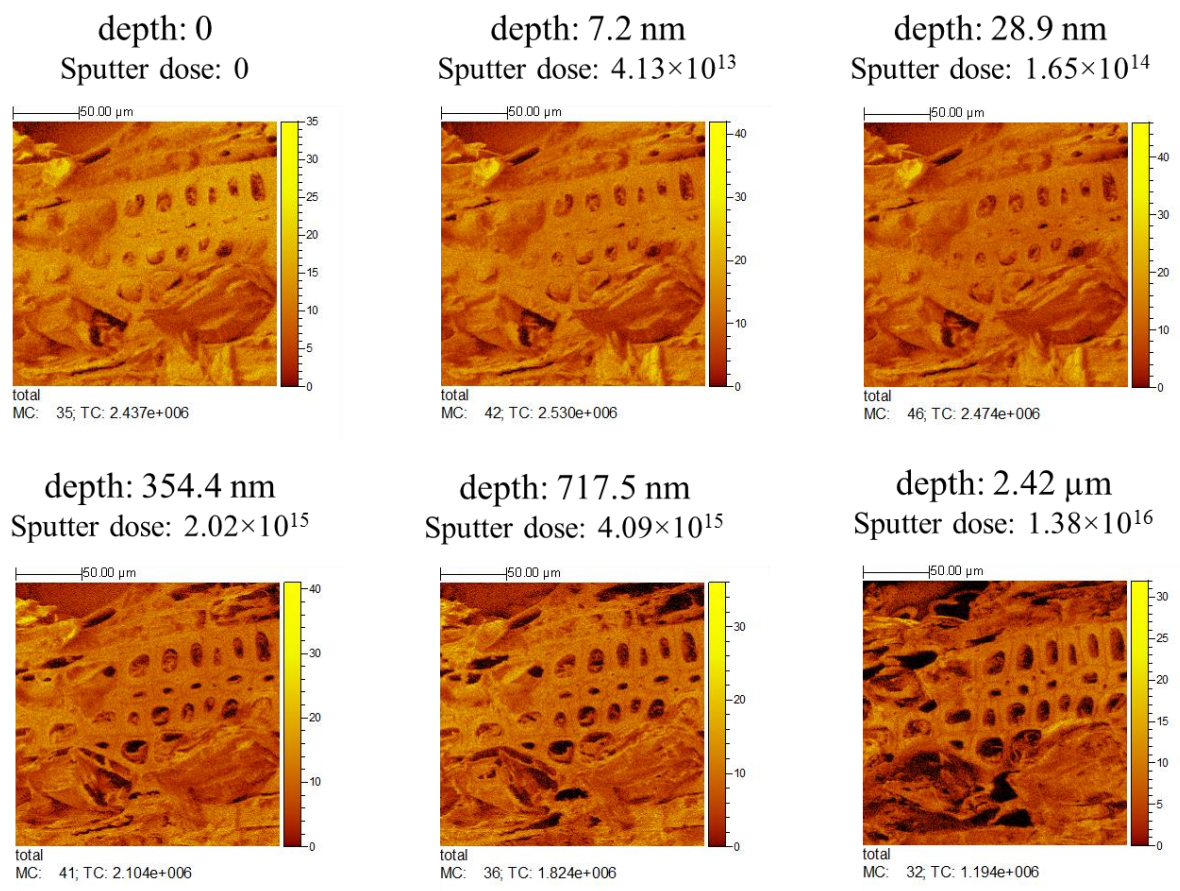 depth: 0
Sputter dose: 0
50.00 µm
35
30
25
20
15
10
5
0
total
MC: 35; TC: 2.437e+006
depth: 7.2 nm
Sputter dose: 4.13×10¹³
50.00 µm
40
30
20
10
0
total
MC: 42; TC: 2.530e+006
depth: 28.9 nm
Sputter dose: 1.65×10¹⁴
50.00 µm
40
30
20
10
0
total
MC: 46; TC: 2.474e+006
depth: 354.4 nm
Sputter dose: 2.02×10¹⁵
50.00 µm
40
30
20
10
0
total
MC: 41; TC: 2.104e+006
depth: 717.5 nm
Sputter dose: 4.09×10¹⁵
50.00 µm
30
20
10
0
total
MC: 36; TC: 1.824e+006
depth: 2.42 µm
Sputter dose: 1.38×10¹⁶
50.00 µm
30
25
20
15
10
5
0
total
MC: 32; TC: 1.194e+006